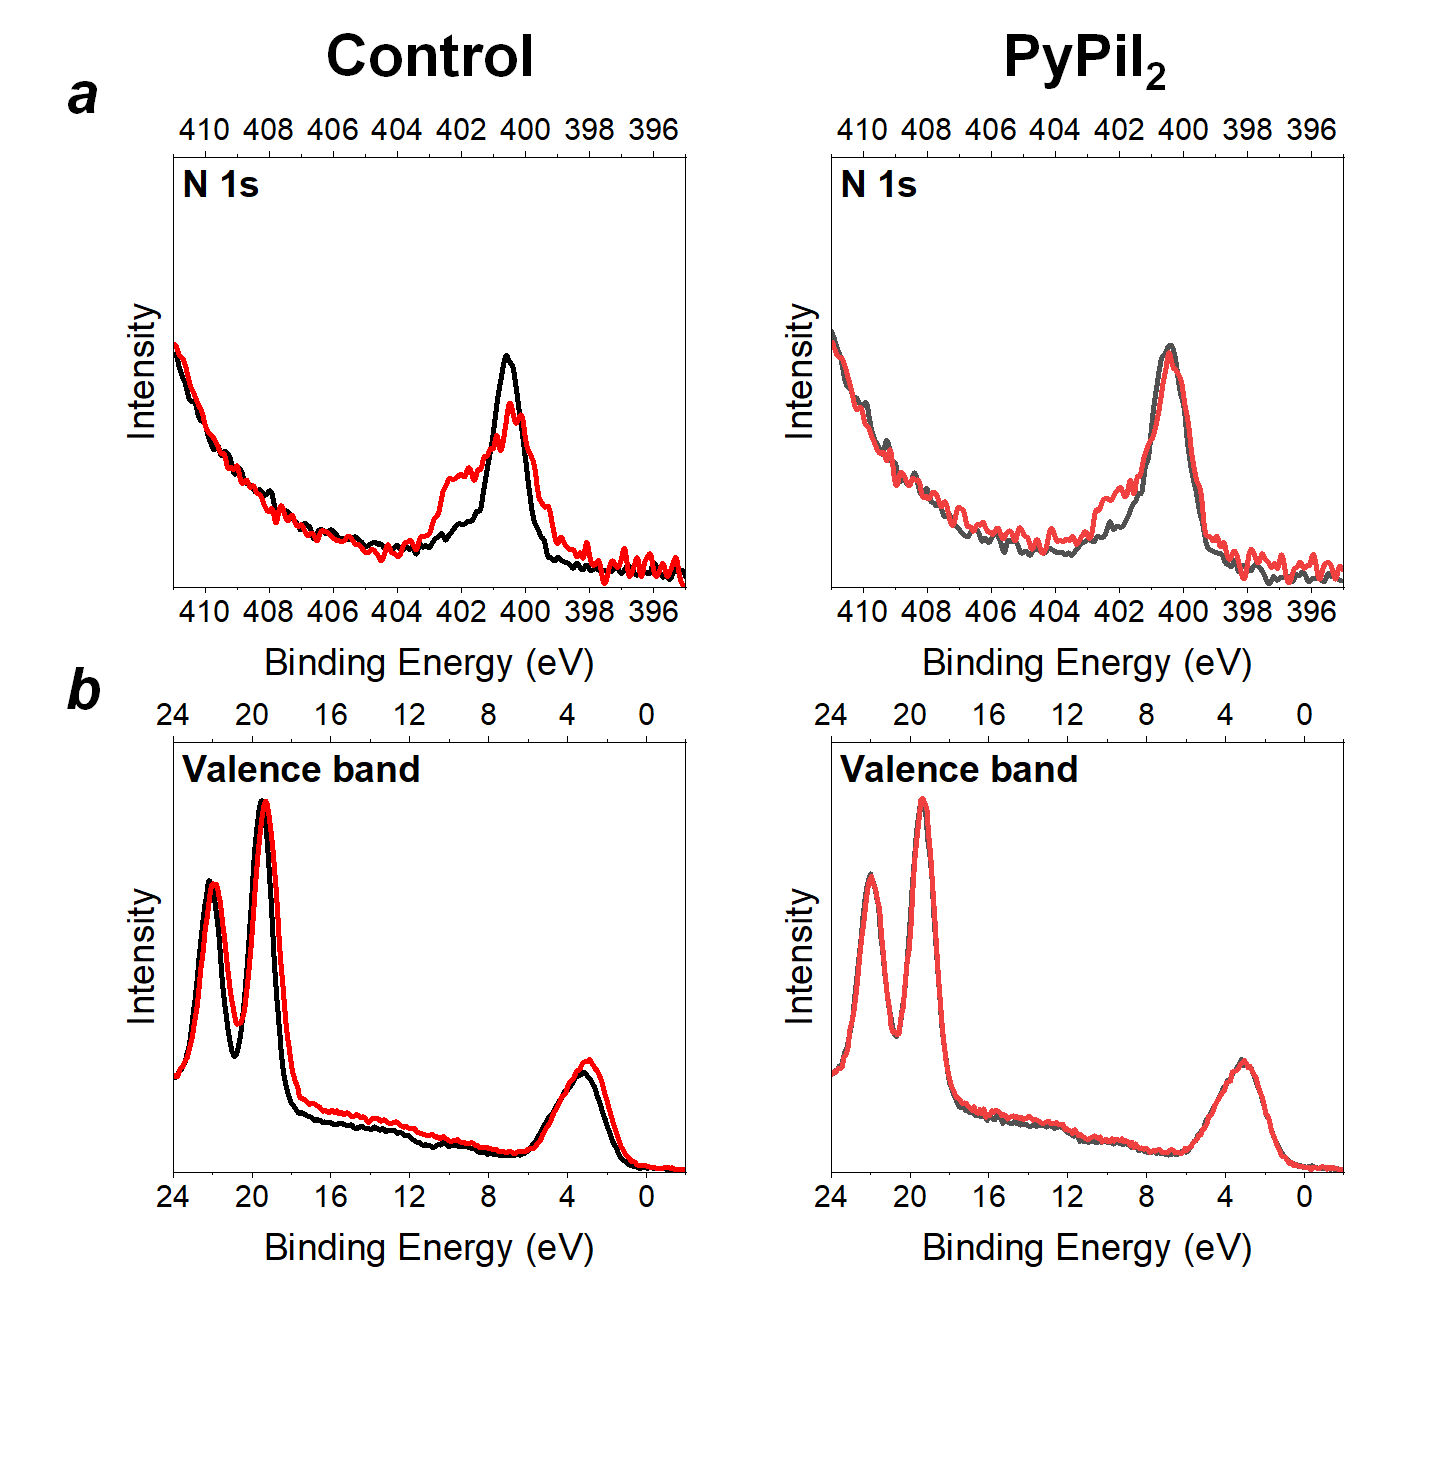 Control
PyPiI2
a
410 408 406 404 402 400 398 396
410 408 406 404 402 400 398 396
N 1s
N 1s
Intensity
Intensity
410 408 406 404 402 400 398 396
410 408 406 404 402 400 398 396
Binding Energy (eV)
Binding Energy (eV)
b
24 20 16 12 8 4 0
24 20 16 12 8 4 0
Valence band
Valence band
Intensity
Intensity
24 20 16 12 8 4 0
24 20 16 12 8 4 0
Binding Energy (eV)
Binding Energy (eV)